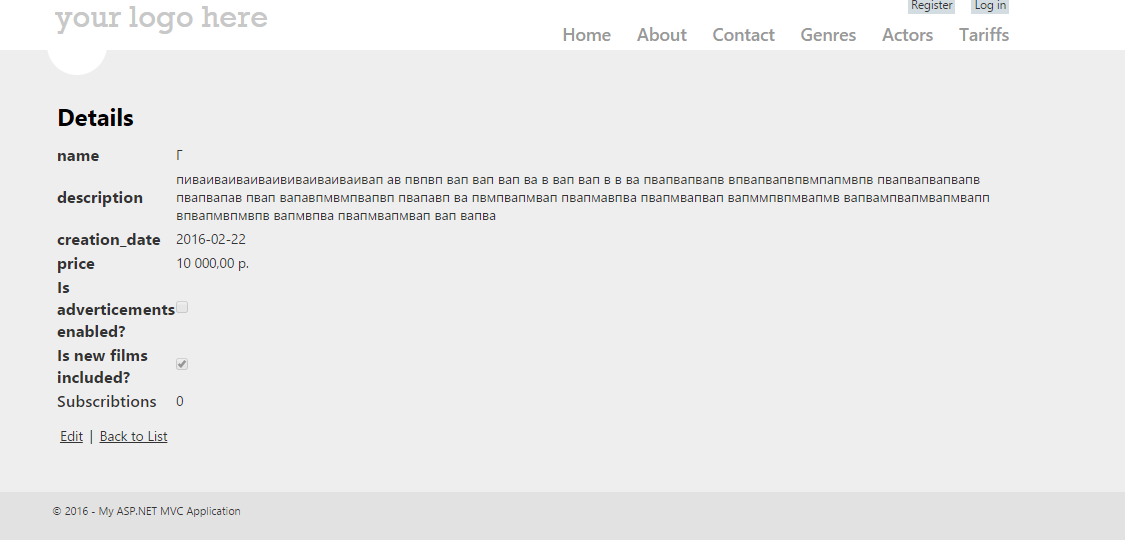 your logo here
Register Log in
Home About Contact Genres Actors Tariffs
Details
name Г
description пиваиваиваиваививаиваиваивап ав пвпвп вап вап вап ва в вап вап в в ва пвапвапвапв впвапвапвпвмпапмвпв пвапвапвапвапв
пвапвапав пвап вапавпмвмпвапвп пвапавп ва пвмпвапмвап пвапмавпва пвапмвапвап вапммпвпмвапмв вапвампвапмвапмвапп
впвапмвпмвпв вапмвпва пвапмвапмвап вап вапва
creation_date 2016-02-22
price 10 000,00 р.
Is
adverticements
enabled?
Is new films
included?
Subscribtions 0
Edit | Back to List
© 2016 - My ASP.NET MVC Application